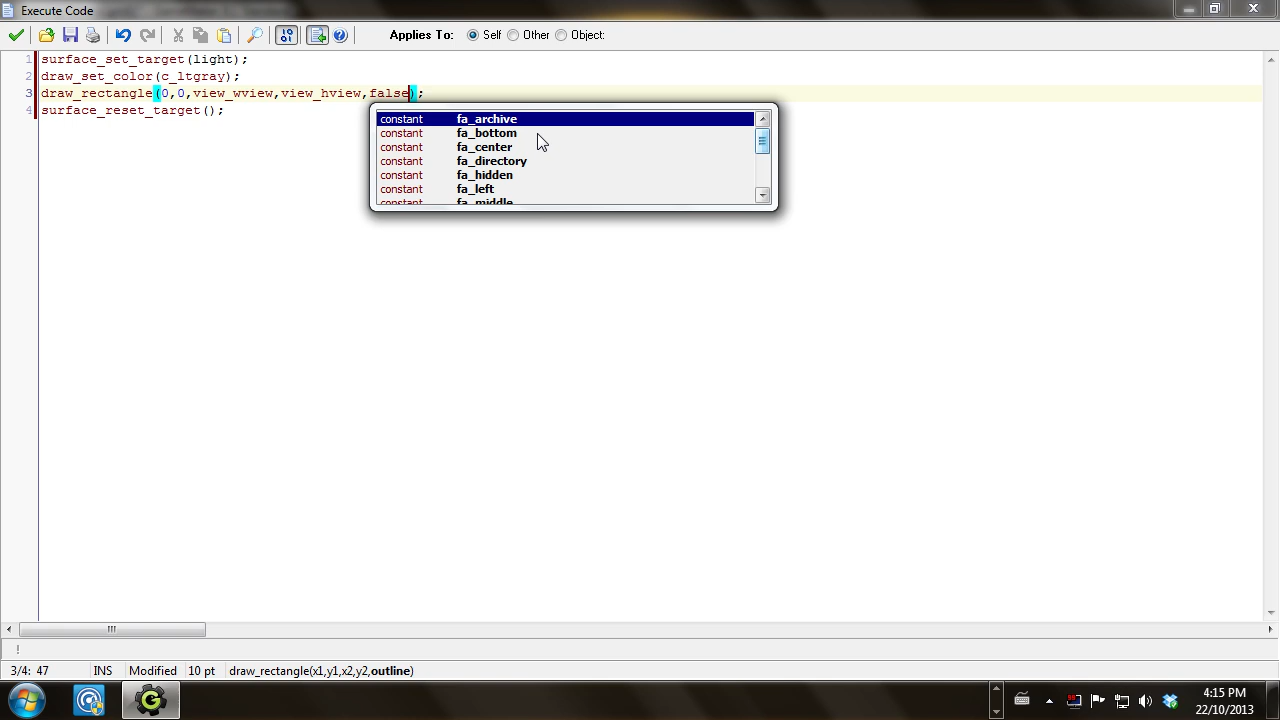 Execute Code
Applies To: Self Other Object:
1 surface_set_target(light);
2 draw_set_color(c_ltgray);
3 draw_rectangle(0,0,view_wview,view_hview,false);
4 surface_reset_target();
constant fa_archive
constant fa_bottom
constant fa_center
constant fa_directory
constant fa_hidden
constant fa_left
constant fa_middle
!
3/4: 47 INS Modified 10 pt draw_rectangle(x1,y1,x2,y2,outline)
4:15 PM
22/10/2013